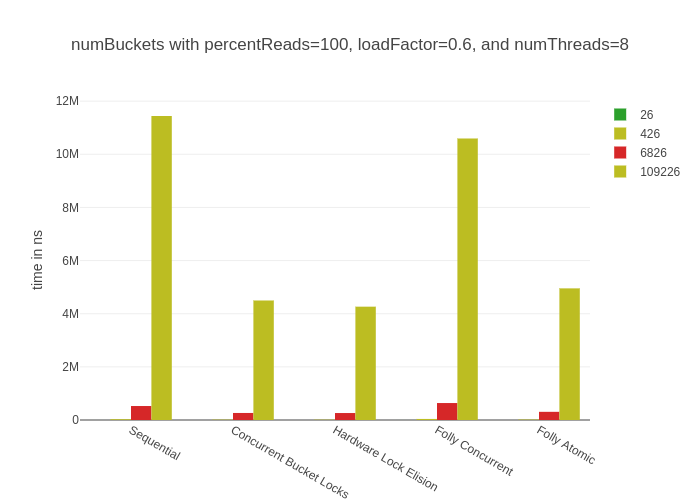 numBuckets with percentReads=100, loadFactor=0.6, and numThreads=8
12M
10M
8M
6M
4M
2M
0
time in ns
Sequential
Concurrent Bucket Locks
Hardware Lock Elision
Folly Concurrent
Folly Atomic
26
426
6826
109226